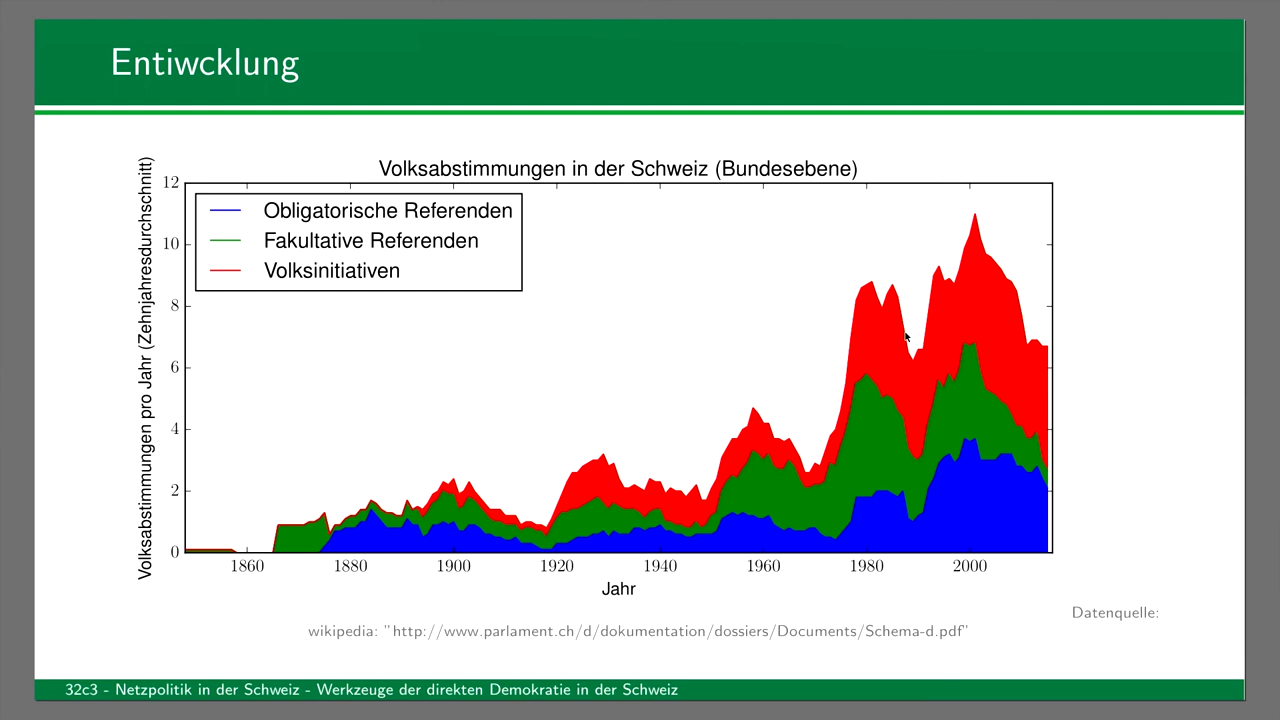 Entiwcklung
Volksabstimmungen in der Schweiz (Bundesebene)
Volksabstimmungen pro Jahr (Zehnjahresdurchschnitt)
12
10
8
6
4
2
0
Obligatorische Referenden
Fakultative Referenden
Volksinitiativen
1860 1880 1900 1920 1940 1960 1980 2000
Jahr
Datenquelle:
wikipedia: "http://www.parlament.ch/d/dokumentation/dossiers/Documents/Schema-d.pdf"
32c3 - Netzpolitik in der Schweiz - Werkzeuge der direkten Demokratie in der Schweiz